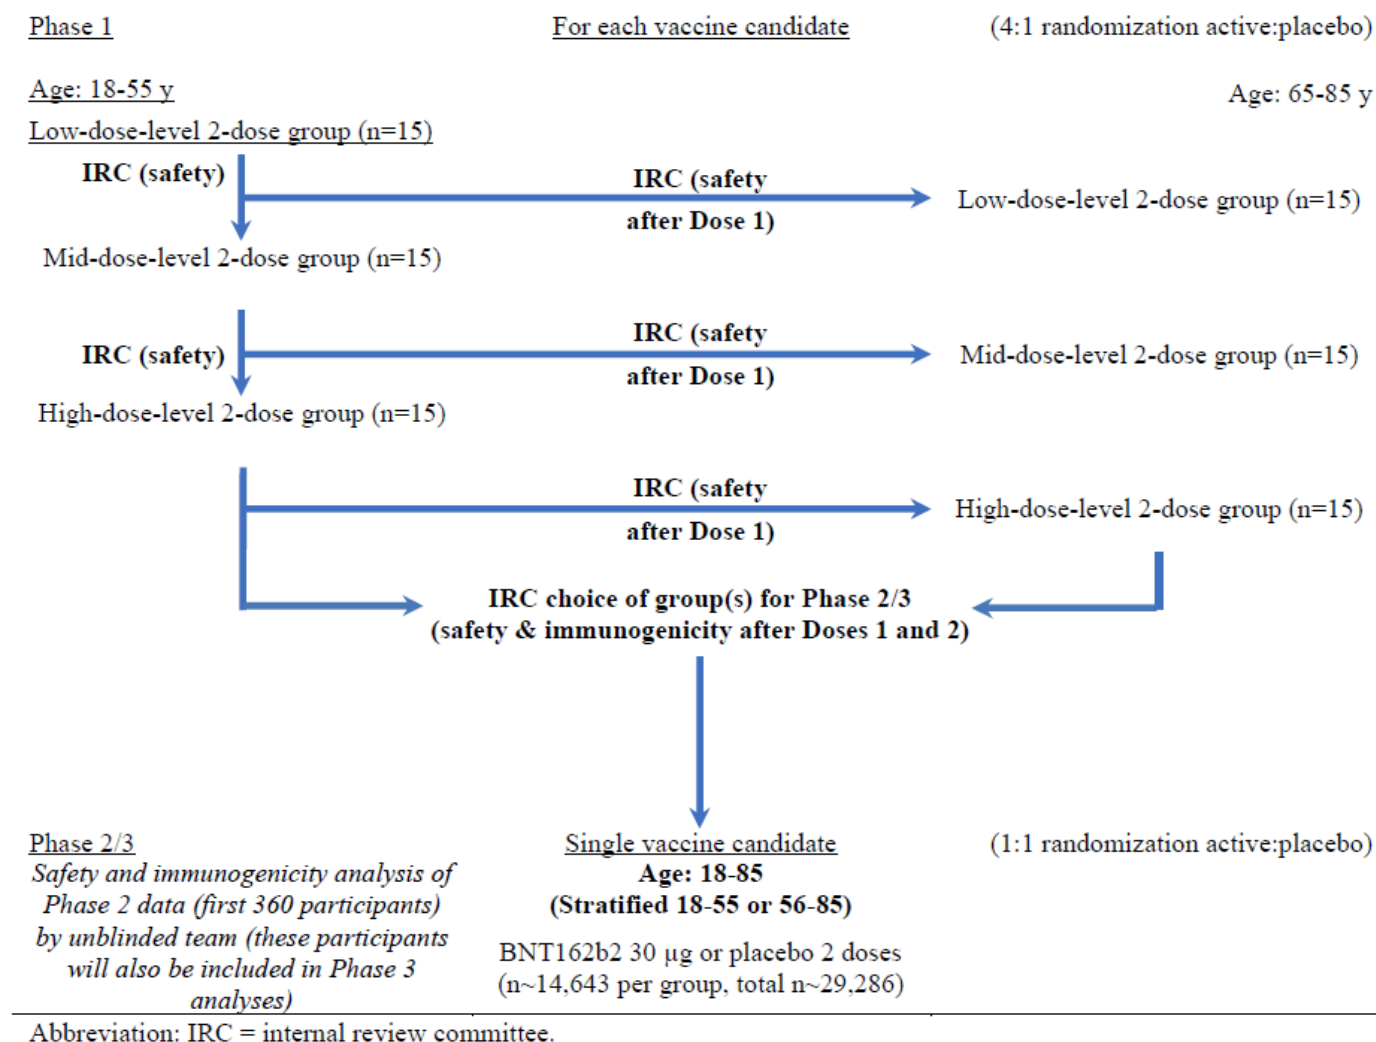 Phase 1 For each vaccine candidate (4:1 randomization active:placebo)
Age: 18-55 y Age: 65-85 y
Low-dose-level 2-dose group (n=15)
IRC (safety) IRC (safety
after Dose 1) Low-dose-level 2-dose group (n=15)
Mid-dose-level 2-dose group (n=15)
IRC (safety) IRC (safety
after Dose 1) Mid-dose-level 2-dose group (n=15)
High-dose-level 2-dose group (n=15)
IRC (safety
after Dose 1) High-dose-level 2-dose group (n=15)
IRC choice of group(s) for Phase 2/3
(safety & immunogenicity after Doses 1 and 2)
Phase 2/3 Single vaccine candidate (1:1 randomization active:placebo)
Safety and immunogenicity analysis of
Phase 2 data (first 360 participants)
by unblinded team (these participants
will also be included in Phase 3
analyses)
Age: 18-85
(Stratified 18-55 or 56-85)
BNT162b2 30 µg or placebo 2 doses
(n~14,643 per group, total n~29,286)
Abbreviation: IRC = internal review committee.